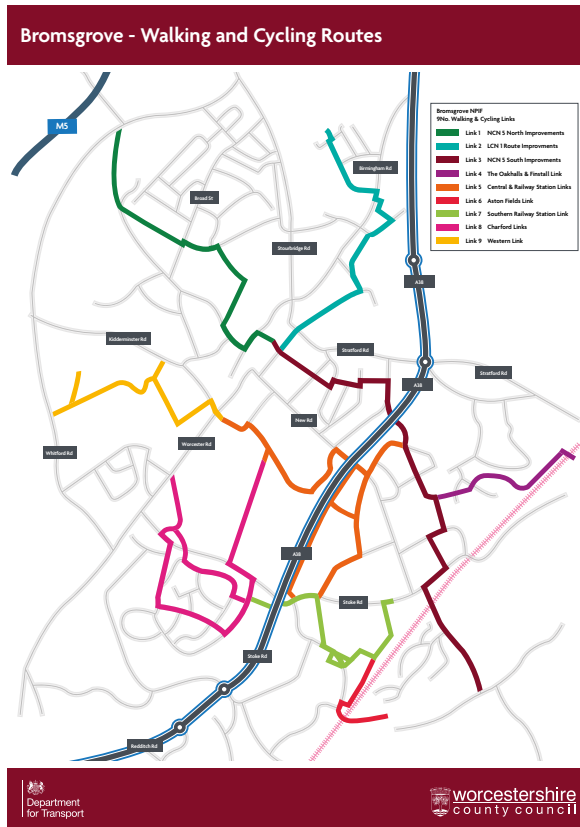 Bromsgrove - Walking and Cycling Routes
M5
Bromsgrove NPIF
9No. Walking & Cycling Links
Link 1 NCN 5 North Improvements
Link 2 LCN 1 Route Improvments
Link 3 NCN 5 South Improvments
Link 4 The Oakhalls & Finstall Link
Link 5 Central & Railway Station Links
Link 6 Aston Fields Link
Link 7 Southern Railway Station Link
Link 8 Charford Links
Link 9 Western Link
Birmingham Rd
Broad St
Stourbridge Rd
A38
Kidderminster Rd
Stratford Rd
Stratford Rd
A38
New Rd
Worcester Rd
Whitford Rd
A38
Stoke Rd
Stoke Rd
Redditch Rd
Department
for Transport
worcestershire
county council